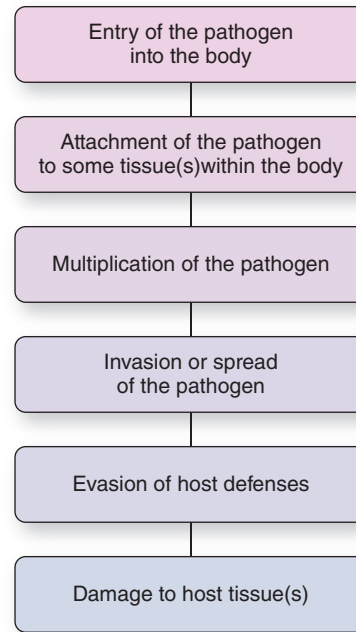 Entry of the pathogen
into the body
Attachment of the pathogen
to some tissue(s)within the body
Multiplication of the pathogen
Invasion or spread
of the pathogen
Evasion of host defenses
Damage to host tissue(s)